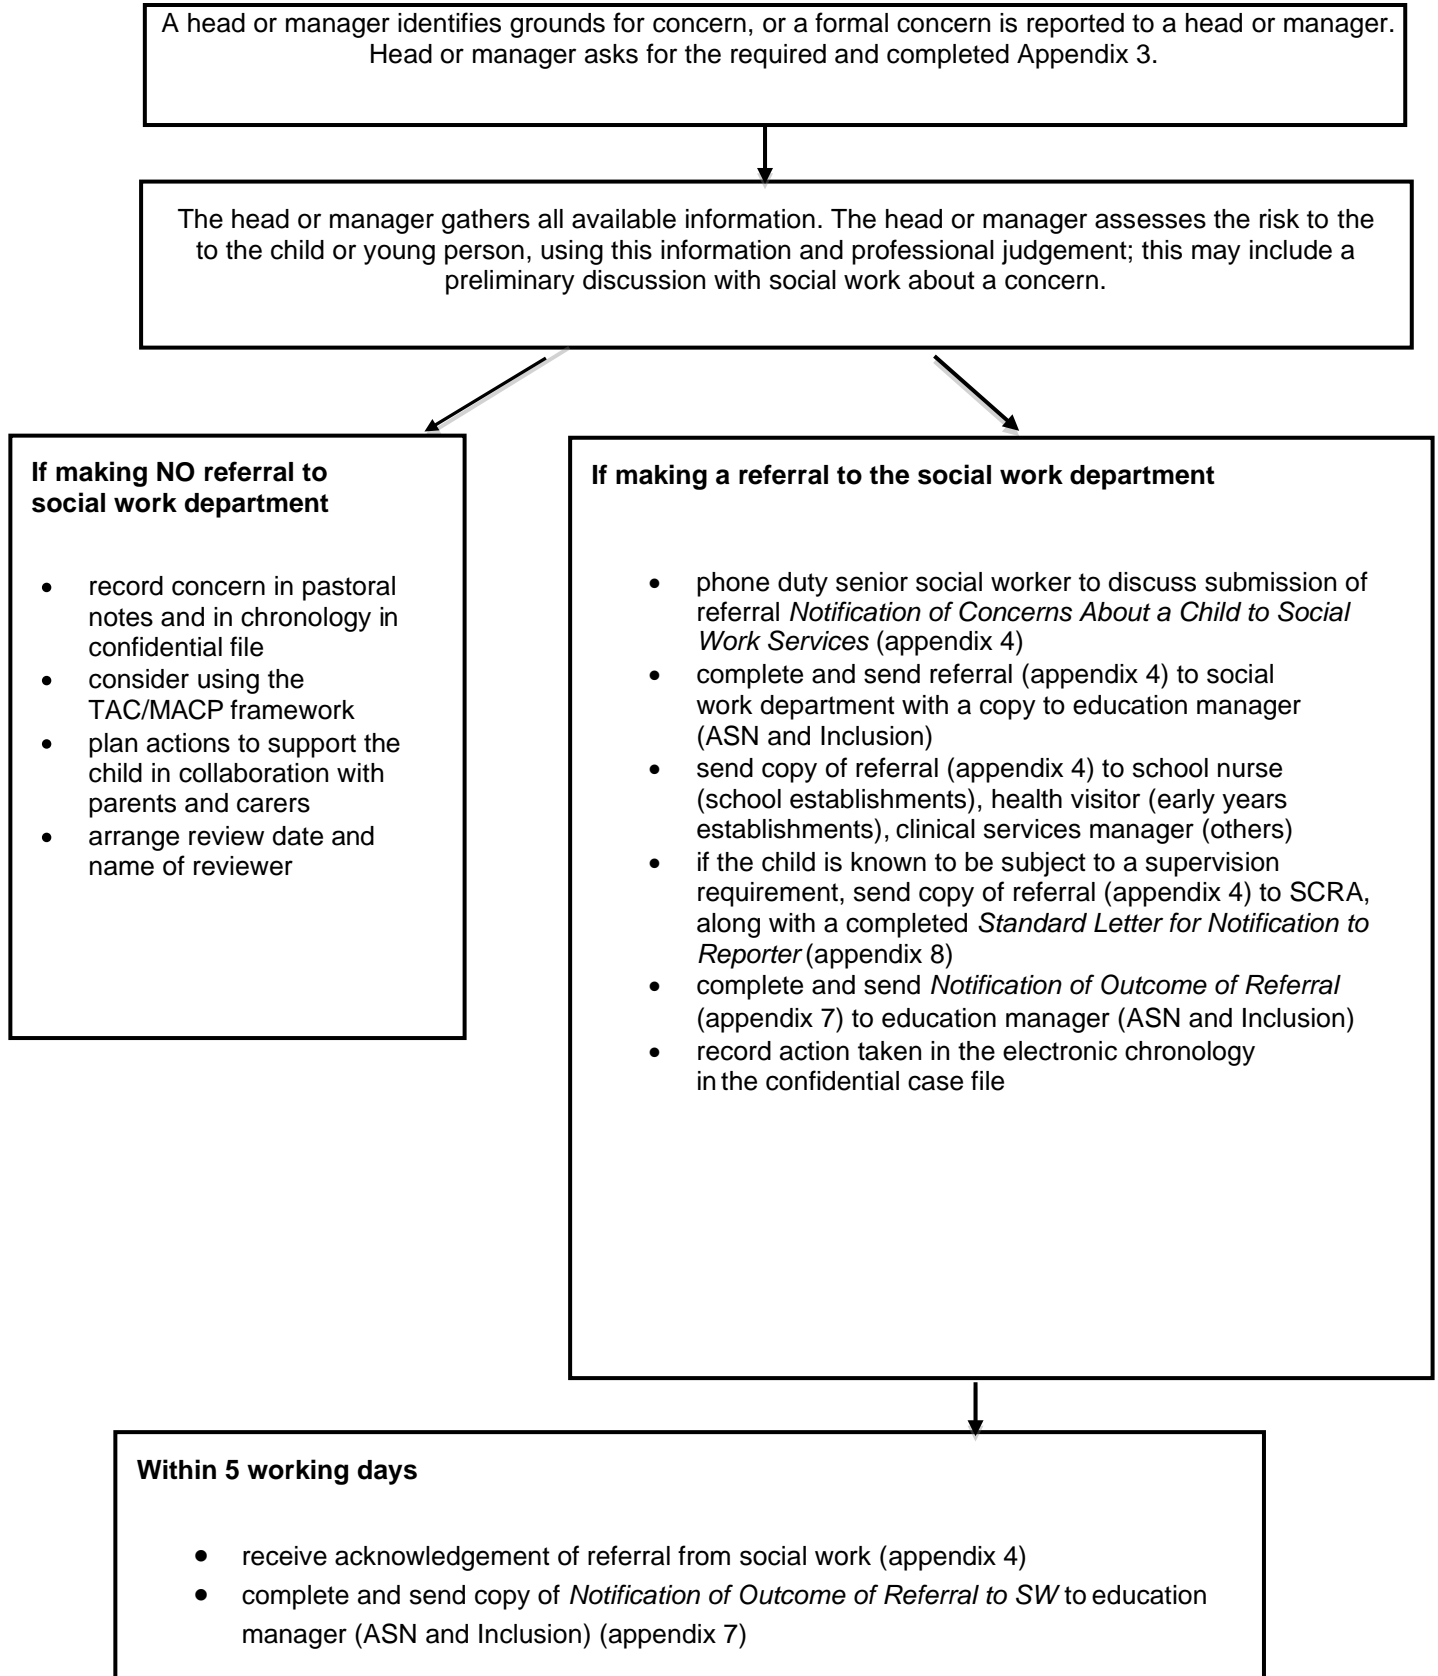 A head or manager identifies grounds for concern, or a formal concern is reported to a head or manager.
Head or manager asks for the required and completed Appendix 3.
The head or manager gathers all available information. The head or manager assesses the risk to the
to the child or young person, using this information and professional judgement; this may include a
preliminary discussion with social work about a concern.
If making NO referral to
social work department
• record concern in pastoral
notes and in chronology in
confidential file
• consider using the
TAC/MACP framework
• plan actions to support the
child in collaboration with
parents and carers
• arrange review date and
name of reviewer
If making a referral to the social work department
• phone duty senior social worker to discuss submission of
referral Notification of Concerns About a Child to Social
Work Services (appendix 4)
• complete and send referral (appendix 4) to social
work department with a copy to education manager
(ASN and Inclusion)
• send copy of referral (appendix 4) to school nurse
(school establishments), health visitor (early years
establishments), clinical services manager (others)
• if the child is known to be subject to a supervision
requirement, send copy of referral (appendix 4) to SCRA,
along with a completed Standard Letter for Notification to
Reporter (appendix 8)
• complete and send Notification of Outcome of Referral
(appendix 7) to education manager (ASN and Inclusion)
• record action taken in the electronic chronology
in the confidential case file
Within 5 working days
• receive acknowledgement of referral from social work (appendix 4)
• complete and send copy of Notification of Outcome of Referral to SW to education
manager (ASN and Inclusion) (appendix 7)